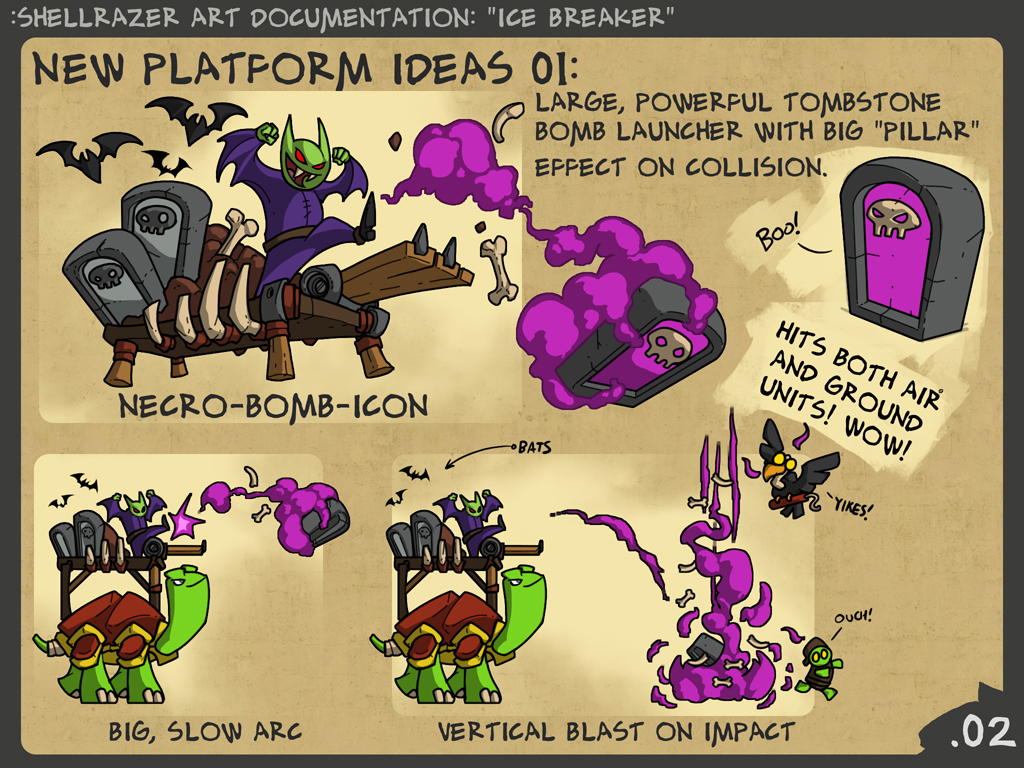 :SHELLRAZER ART DOCUMENTATION: "ICE BREAKER"
NEW PLATFORM IDEAS 01:
LARGE, POWERFUL TOMBSTONE
BOMB LAUNCHER WITH BIG "PILLAR"
EFFECT ON COLLISION.
BOO!
HITS BOTH AIR
AND GROUND
UNITS! WOW!
NECRO-BOMB-ICON
BATS
YIKES!
OUCH!
BIG, SLOW ARC
VERTICAL BLAST ON IMPACT
.02